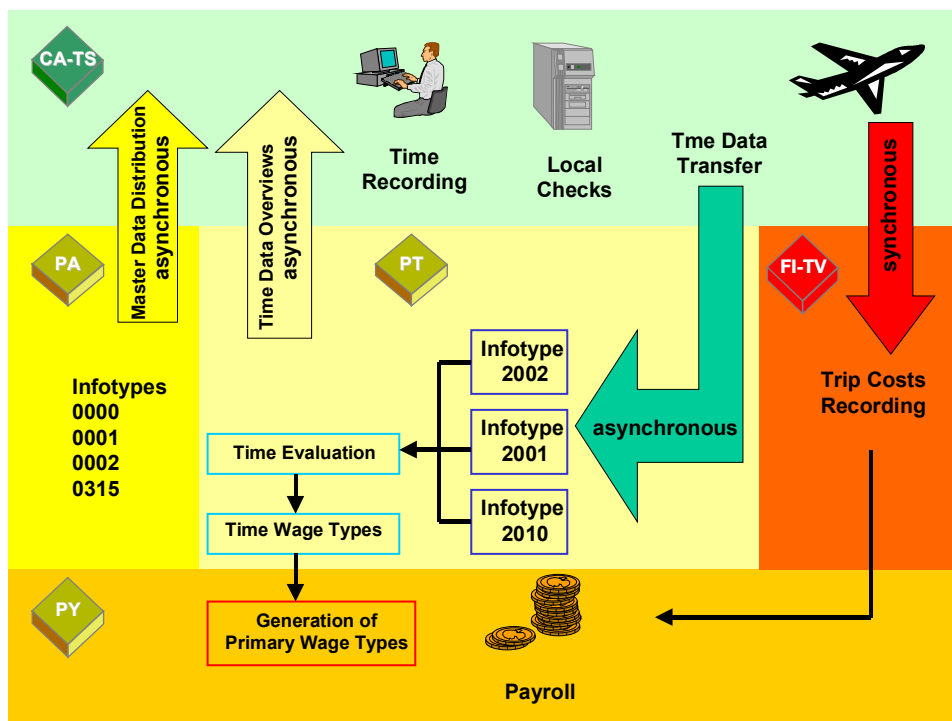 CA-TS
Time
Recording
Local
Checks
Tme Data
Transfer
Master Data Distribution
asynchronous
Time Data Overviews
asynchronous
synchronous
PA
PT
FI-TV
Infotypes
0000
0001
0002
0315
Infotype
2002
Infotype
2001
Infotype
2010
asynchronous
Trip Costs
Recording
Time Evaluation
Time Wage Types
PY
Generation of
Primary Wage Types
Payroll